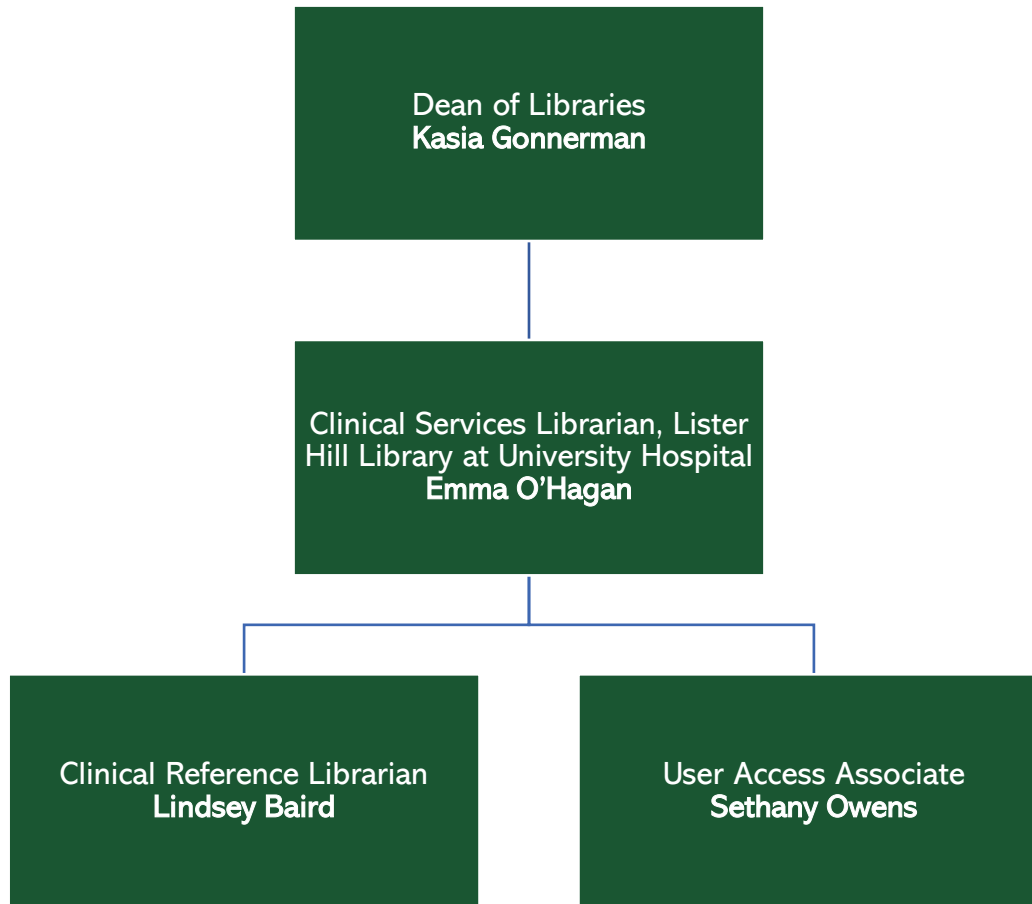 Dean of Libraries
Kasia Gonnerman
Clinical Services Librarian, Lister
Hill Library at University Hospital
Emma O’Hagan
Clinical Reference Librarian
Lindsey Baird
User Access Associate
Sethany Owens